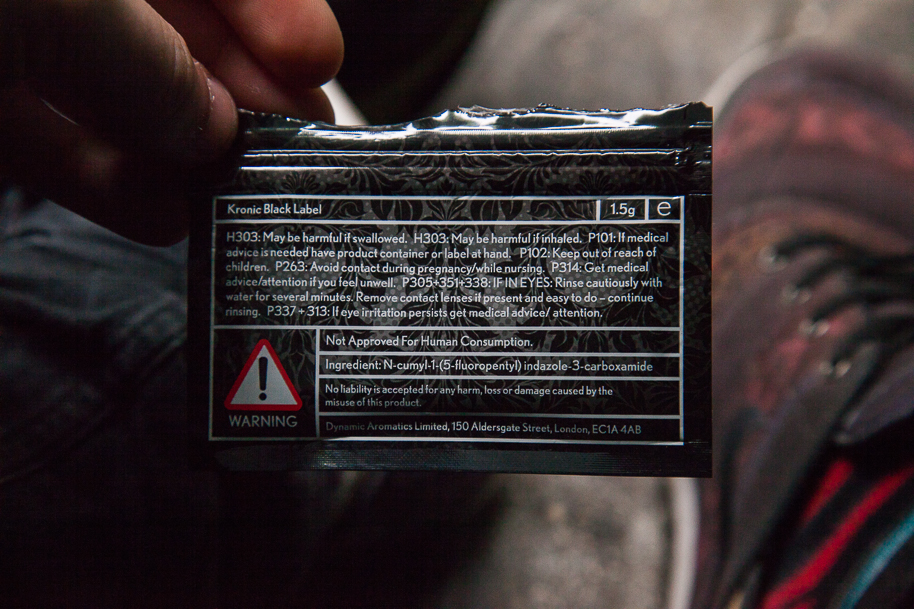 Kronic Black Label
1.5g
e
H303: May be harmful if swallowed. H303: May be harmful if inhaled. P101: If medical
advice is needed have product container or label at hand. P102: Keep out of reach of
children. P263: Avoid contact during pregnancy/while nursing. P314: Get medical
advice/attention if you feel unwell. P305+351+338: IF IN EYES: Rinse cautiously with
water for several minutes. Remove contact lenses if present and easy to do – continue
rinsing. P337 + 313: If eye irritation persists get medical advice/ attention.
Not Approved For Human Consumption.
Ingredient: N-cumyl-1-(5-fluoropentyl) indazole-3-carboxamide
No liability is accepted for any harm, loss or damage caused by the
misuse of this product.
WARNING
Dynamic Aromatics Limited, 150 Aldersgate Street, London, EC1A 4AB